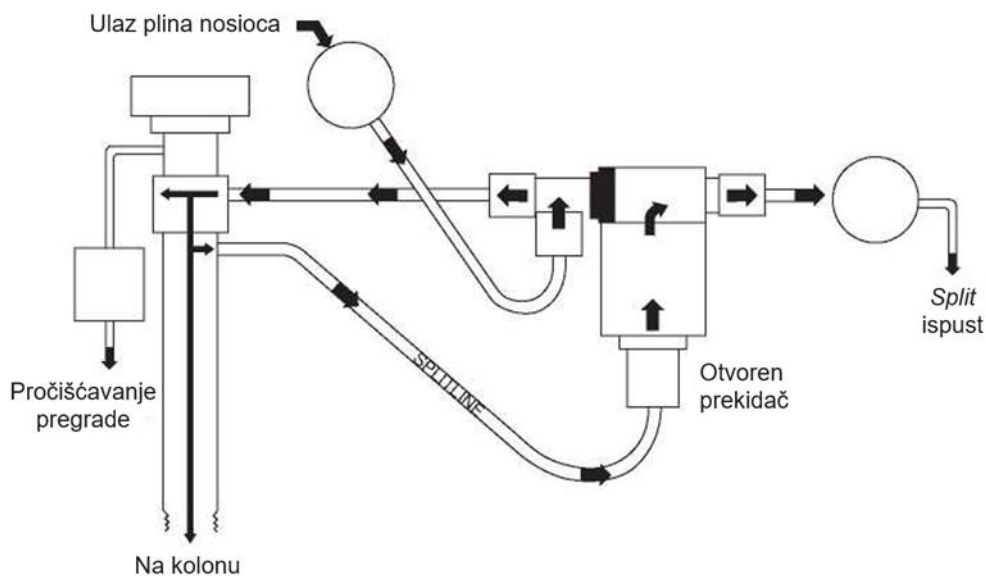 Ulaz plina nosioca
Split
ispust
Otvoren
prekidač
SPLITLINE
Pročišćavanje
pregrade
Na kolonu